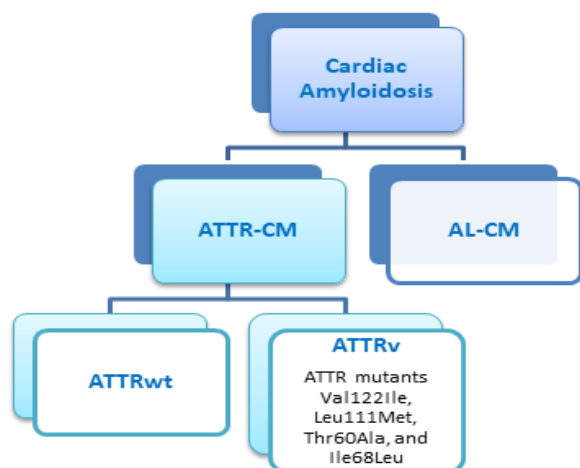 Cardiac
Amyloidosis
ATTR-CM
AL-CM
ATTRwt
ATTRv
ATTR mutants
Val122Ile,
Leu111Met,
Thr60Ala, and
Ile68Leu